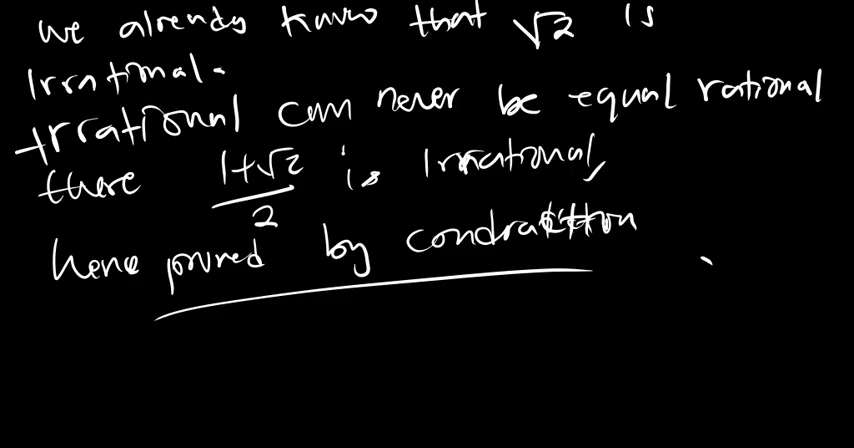 we already know that √2 is
Irrational.
Irrational can never be equal rational
there (1+√2)/2 is Irrational,
hence proved by condraction